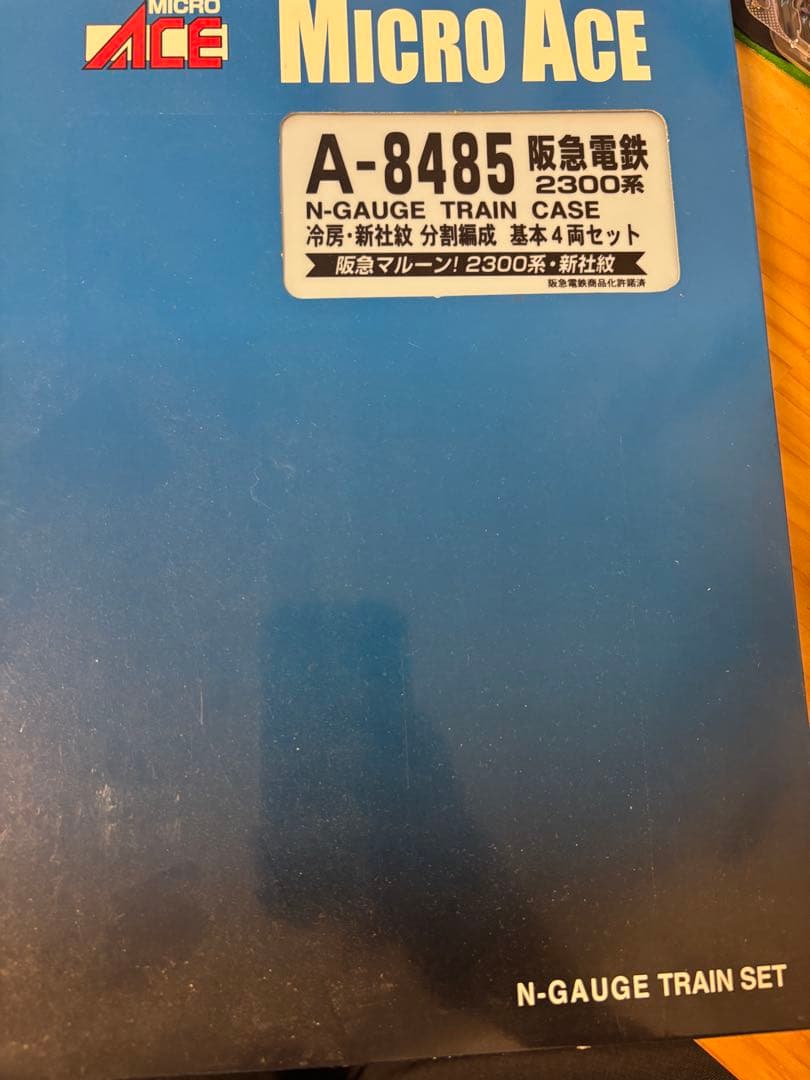 MICRO
ACE
MICRO ACE
A-8485 阪急電鉄
2300系
N-GAUGE TRAIN CASE
冷房・新社紋 分割編成 基本4両セット
阪急マルーン! 2300系・新社紋
阪急電鉄商品化許諾済
N-GAUGE TRAIN SET